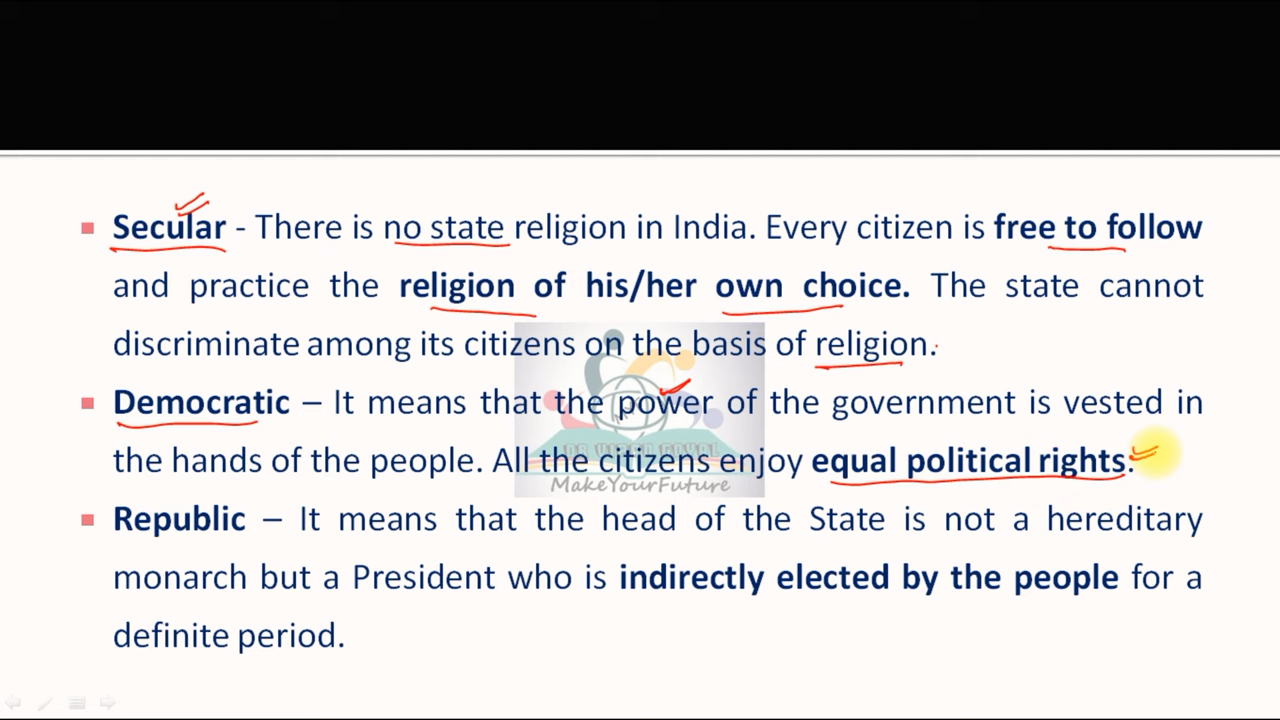 Secular - There is no state religion in India. Every citizen is free to follow
and practice the religion of his/her own choice. The state cannot
discriminate among its citizens on the basis of religion.
Democratic – It means that the power of the government is vested in
the hands of the people. All the citizens enjoy equal political rights.
DR VIPAN GOYAL
MakeYourFuture
Republic – It means that the head of the State is not a hereditary
monarch but a President who is indirectly elected by the people for a
definite period.